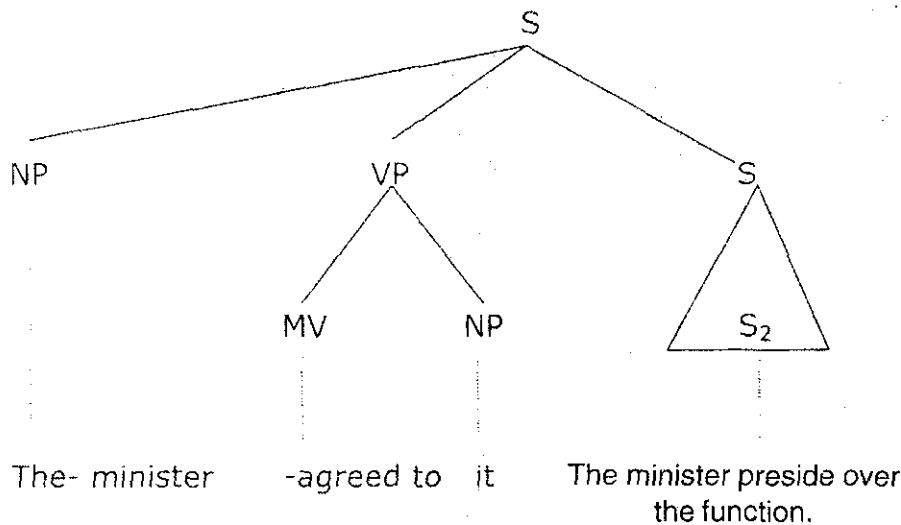 S
NP VP S
MV NP S₂
The- minister -agreed to it The minister preside over
the function.